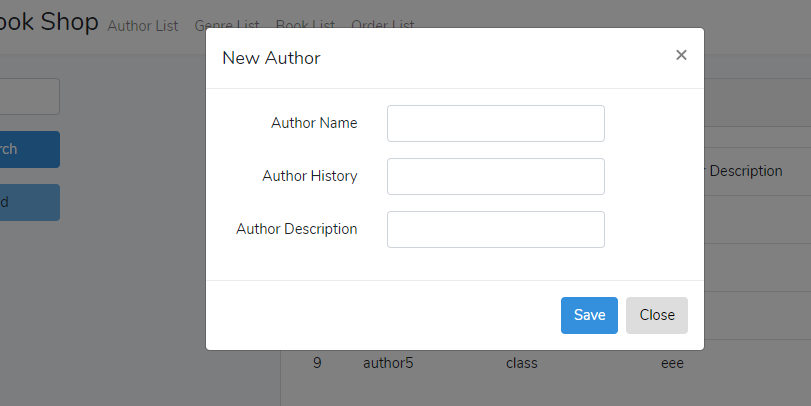 ook Shop Author List Genre List Book List Order List
New Author ×
rch
Author Name
Author History
r Description
d
Author Description
Save Close
9 author5 class eee